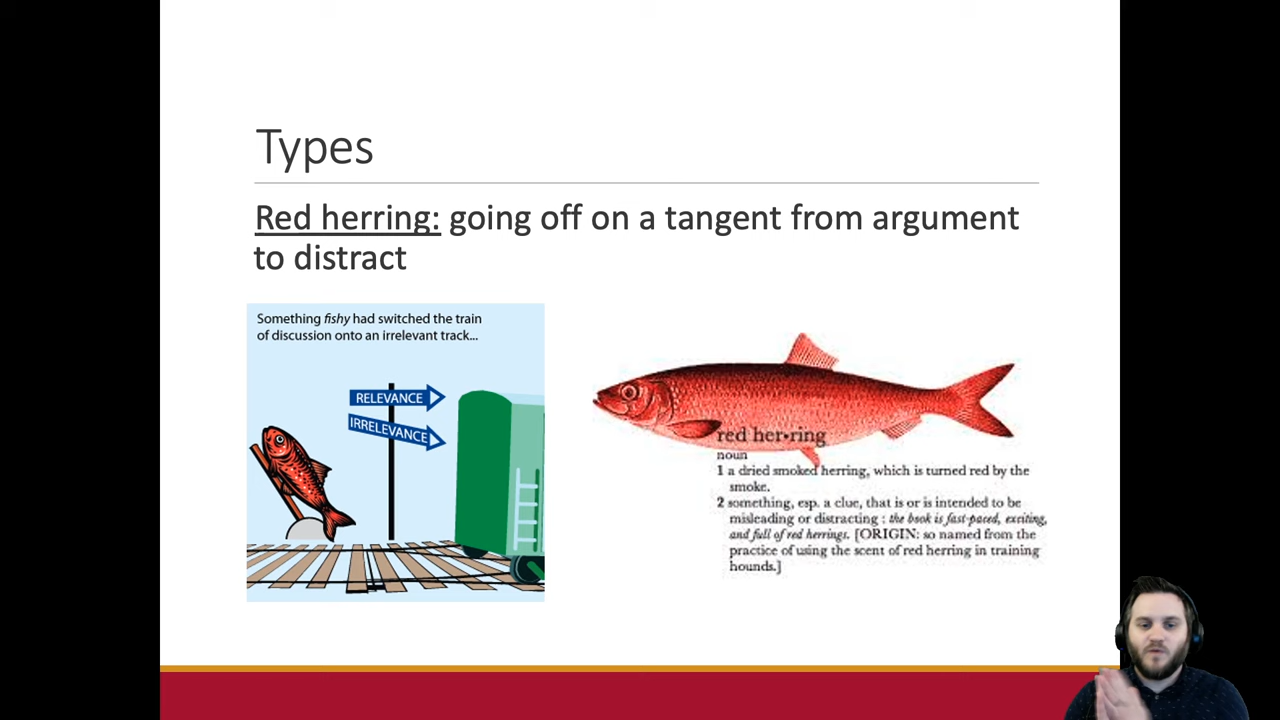 Types
Red herring: going off on a tangent from argument
to distract
Something fishy had switched the train
of discussion onto an irrelevant track...
RELEVANCE
IRRELEVANCE
red her•ring
noun
1 a dried smoked herring, which is turned red by the
smoke.
2 something, esp. a clue, that is or is intended to be
misleading or distracting : the book is fast-paced, exciting,
and full of red herrings. [ORIGIN: so named from the
practice of using the scent of red herring in training
hounds.]